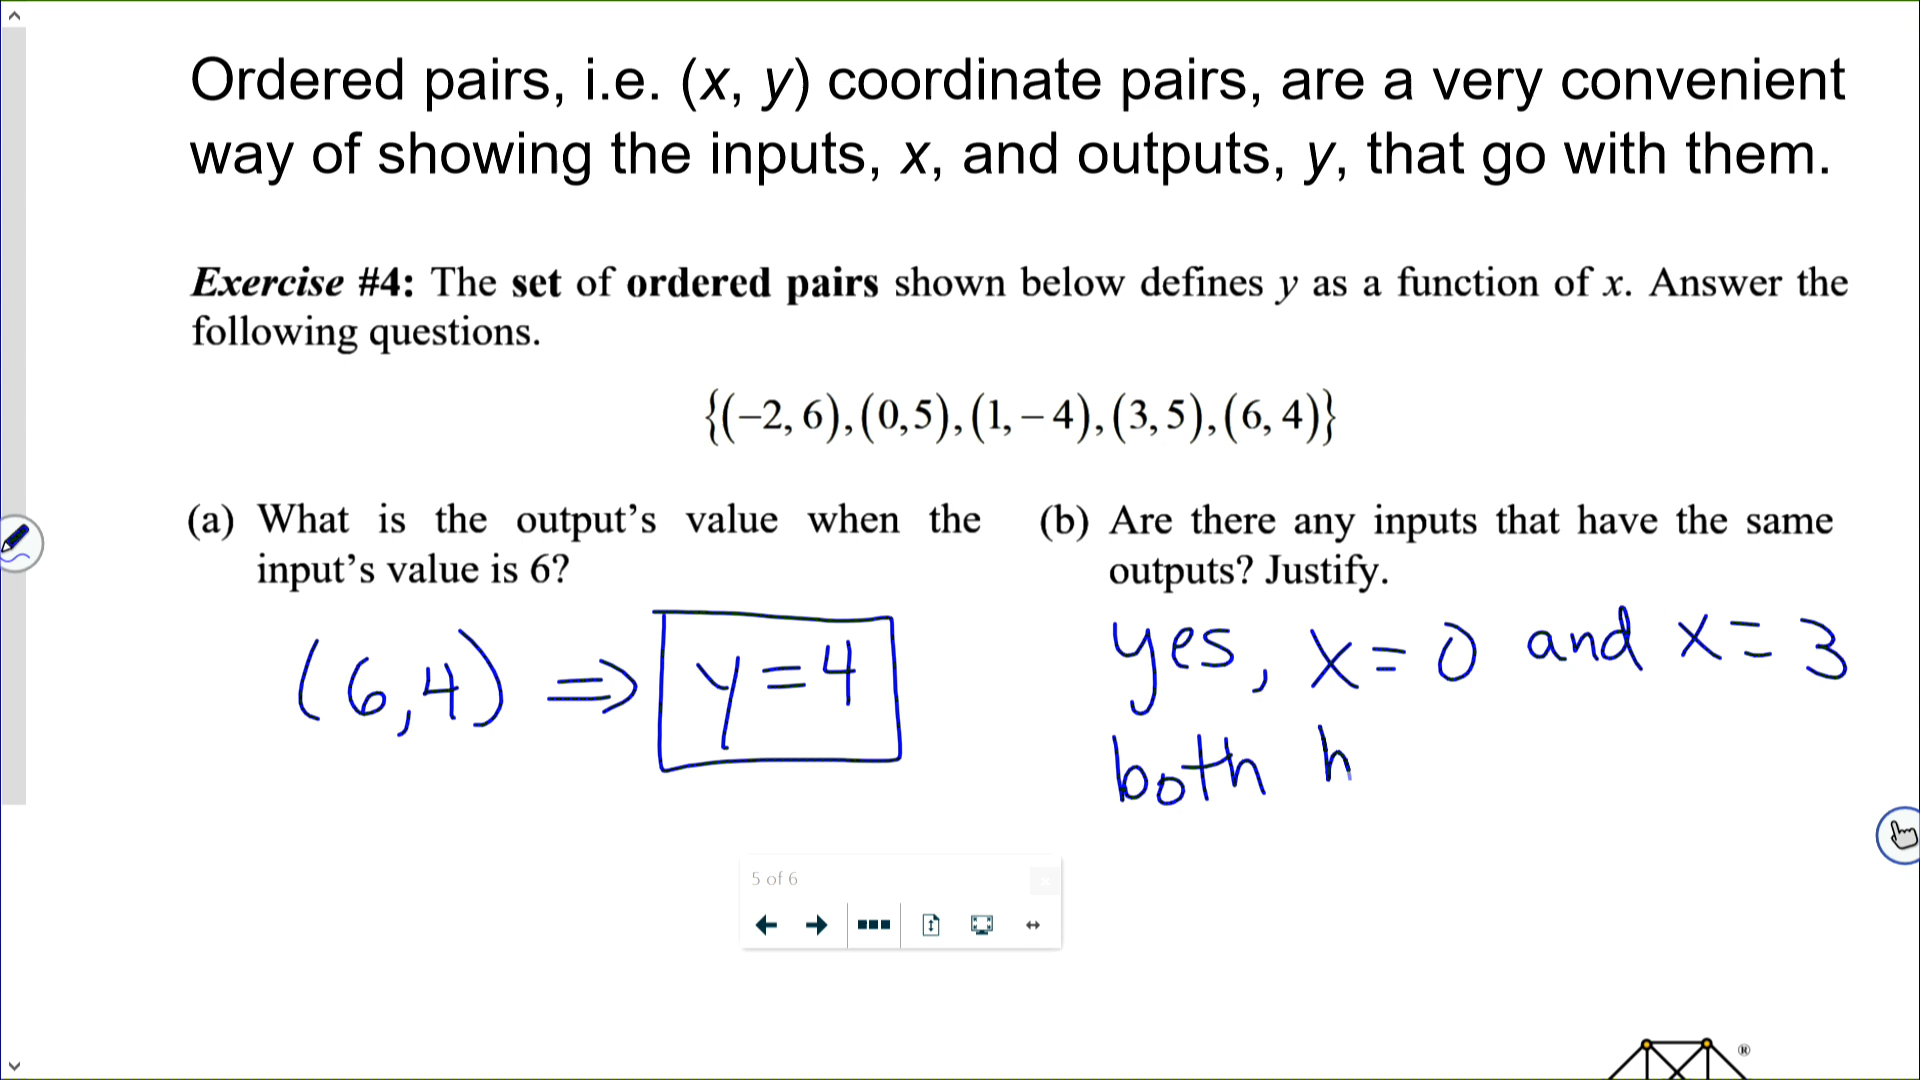 Ordered pairs, i.e. (x, y) coordinate pairs, are a very convenient
way of showing the inputs, x, and outputs, y, that go with them.
Exercise #4: The set of ordered pairs shown below defines y as a function of x. Answer the
following questions.
{(−2, 6),(0,5),(1, − 4),(3, 5),(6, 4)}
(a) What is the output’s value when the
input’s value is 6?
(6,4) ⇒ y=4
(b) Are there any inputs that have the same
outputs? Justify.
yes, x=0 and x=3
both h
5 of 6
®